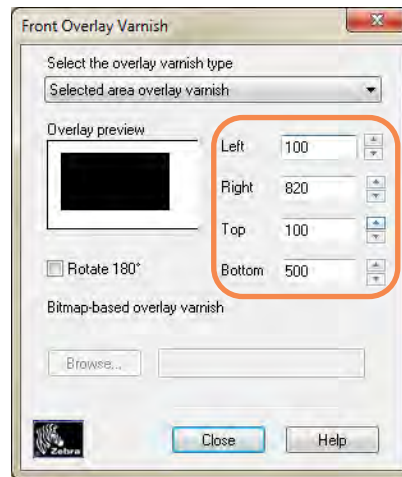 Front Overlay Varnish
Select the overlay varnish type
Selected area overlay varnish
Overlay preview
Left 100
Right 820
Top 100
Rotate 180° Bottom 500
Bitmap-based overlay varnish
Browse...
Zebra
Close Help